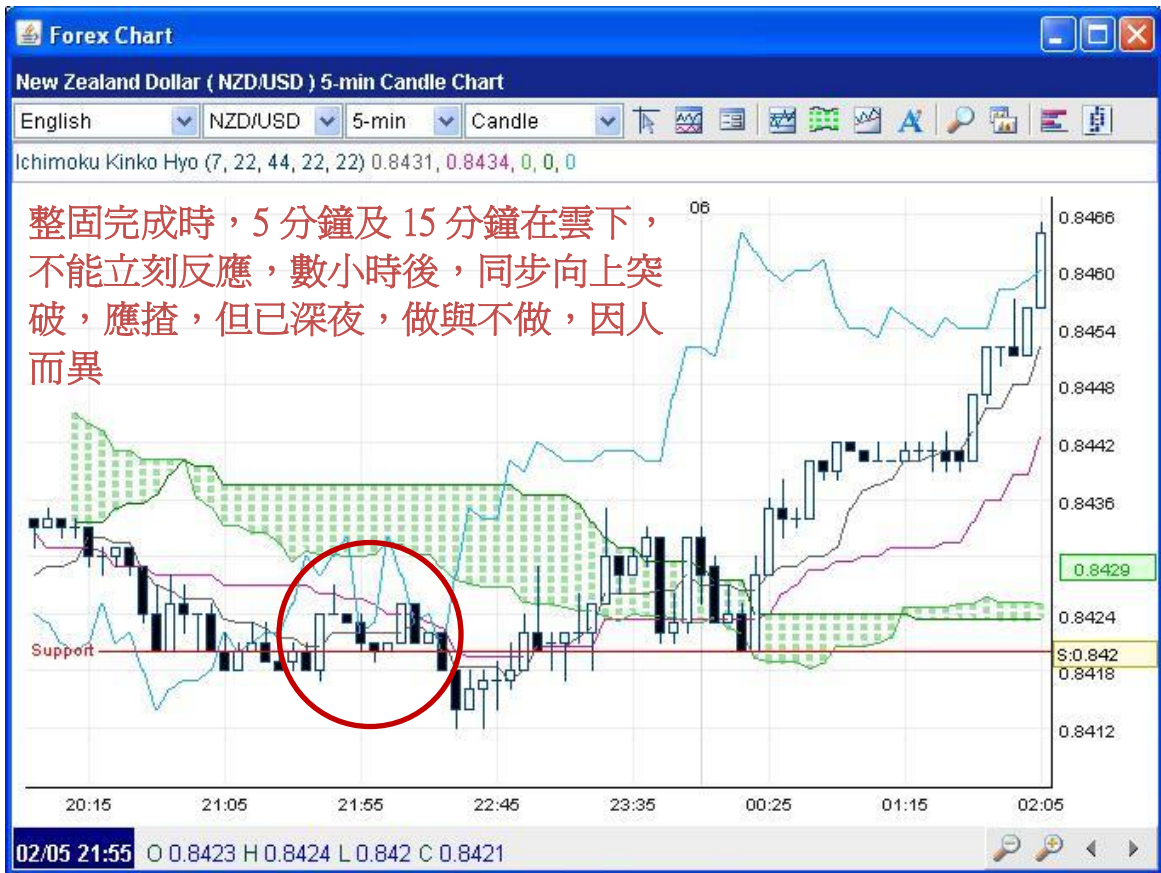 Forex Chart
New Zealand Dollar ( NZD/USD ) 5-min Candle Chart
English NZD/USD 5-min Candle
Ichimoku Kinko Hyo (7, 22, 44, 22, 22) 0.8431, 0.8434, 0, 0, 0
整固完成時，5 分鐘及 15 分鐘在雲下，
不能立刻反應，數小時後，同步向上突
破，應揸，但已深夜，做與不做，因人
而異
06
0.8466
0.8460
0.8454
0.8448
0.8442
0.8436
0.8429
0.8424
Support
S:0.842
0.8418
0.8412
20:15 21:05 21:55 22:45 23:35 00:25 01:15 02:05
02/05 21:55 O 0.8423 H 0.8424 L 0.842 C 0.8421